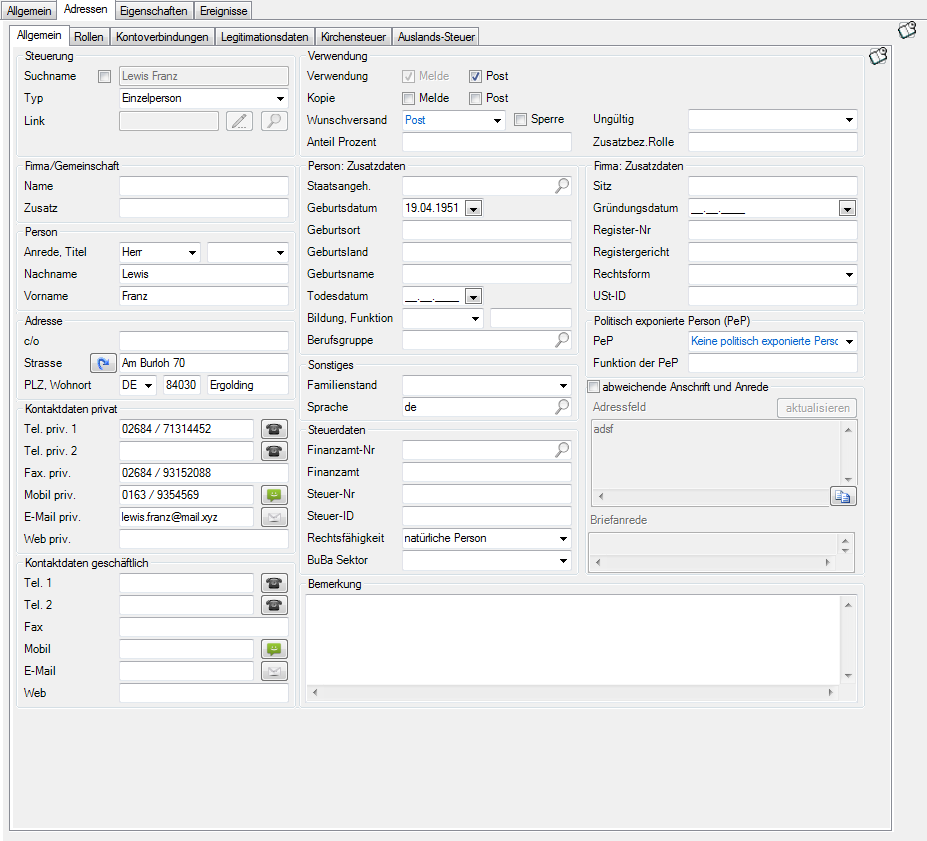 Allgemein Adressen Eigenschaften Ereignisse
Allgemein Rollen Kontoverbindungen Legitimationsdaten Kirchensteuer Auslands-Steuer
Steuerung
Suchname Lewis Franz
Typ Einzelperson
Link
Verwendung
Verwendung Melde Post
Kopie Melde Post
Wunschversand Post Sperre Ungültig
Anteil Prozent Zusatzbez.Rolle
Firma/Gemeinschaft
Name
Zusatz
Person
Anrede, Titel Herr
Nachname Lewis
Vorname Franz
Adresse
c/o
Strasse Am Burloh 70
PLZ, Wohnort DE 84030 Ergolding
Kontaktdaten privat
Tel. priv. 1 02684 / 71314452
Tel. priv. 2
Fax. priv. 02684 / 93152088
Mobil priv. 0163 / 9354569
E-Mail priv. lewis.franz@mail.xyz
Web priv.
Kontaktdaten geschäftlich
Tel. 1
Tel. 2
Fax
Mobil
E-Mail
Web
Person: Zusatzdaten
Staatsangeh.
Geburtsdatum 19.04.1951
Geburtsort
Geburtsland
Geburtsname
Todesdatum __.__.____
Bildung, Funktion
Berufsgruppe
Sonstiges
Familienstand
Sprache de
Steuerdaten
Finanzamt-Nr
Finanzamt
Steuer-Nr
Steuer-ID
Rechtsfähigkeit natürliche Person
BuBa Sektor
Bemerkung
Firma: Zusatzdaten
Sitz
Gründungsdatum __.__.____
Register-Nr
Registergericht
Rechtsform
USt-ID
Politisch exponierte Person (PeP)
PeP Keine politisch exponierte Persc
Funktion der PeP
abweichende Anschrift und Anrede
Adressfeld aktualisieren
adsf
Briefanrede